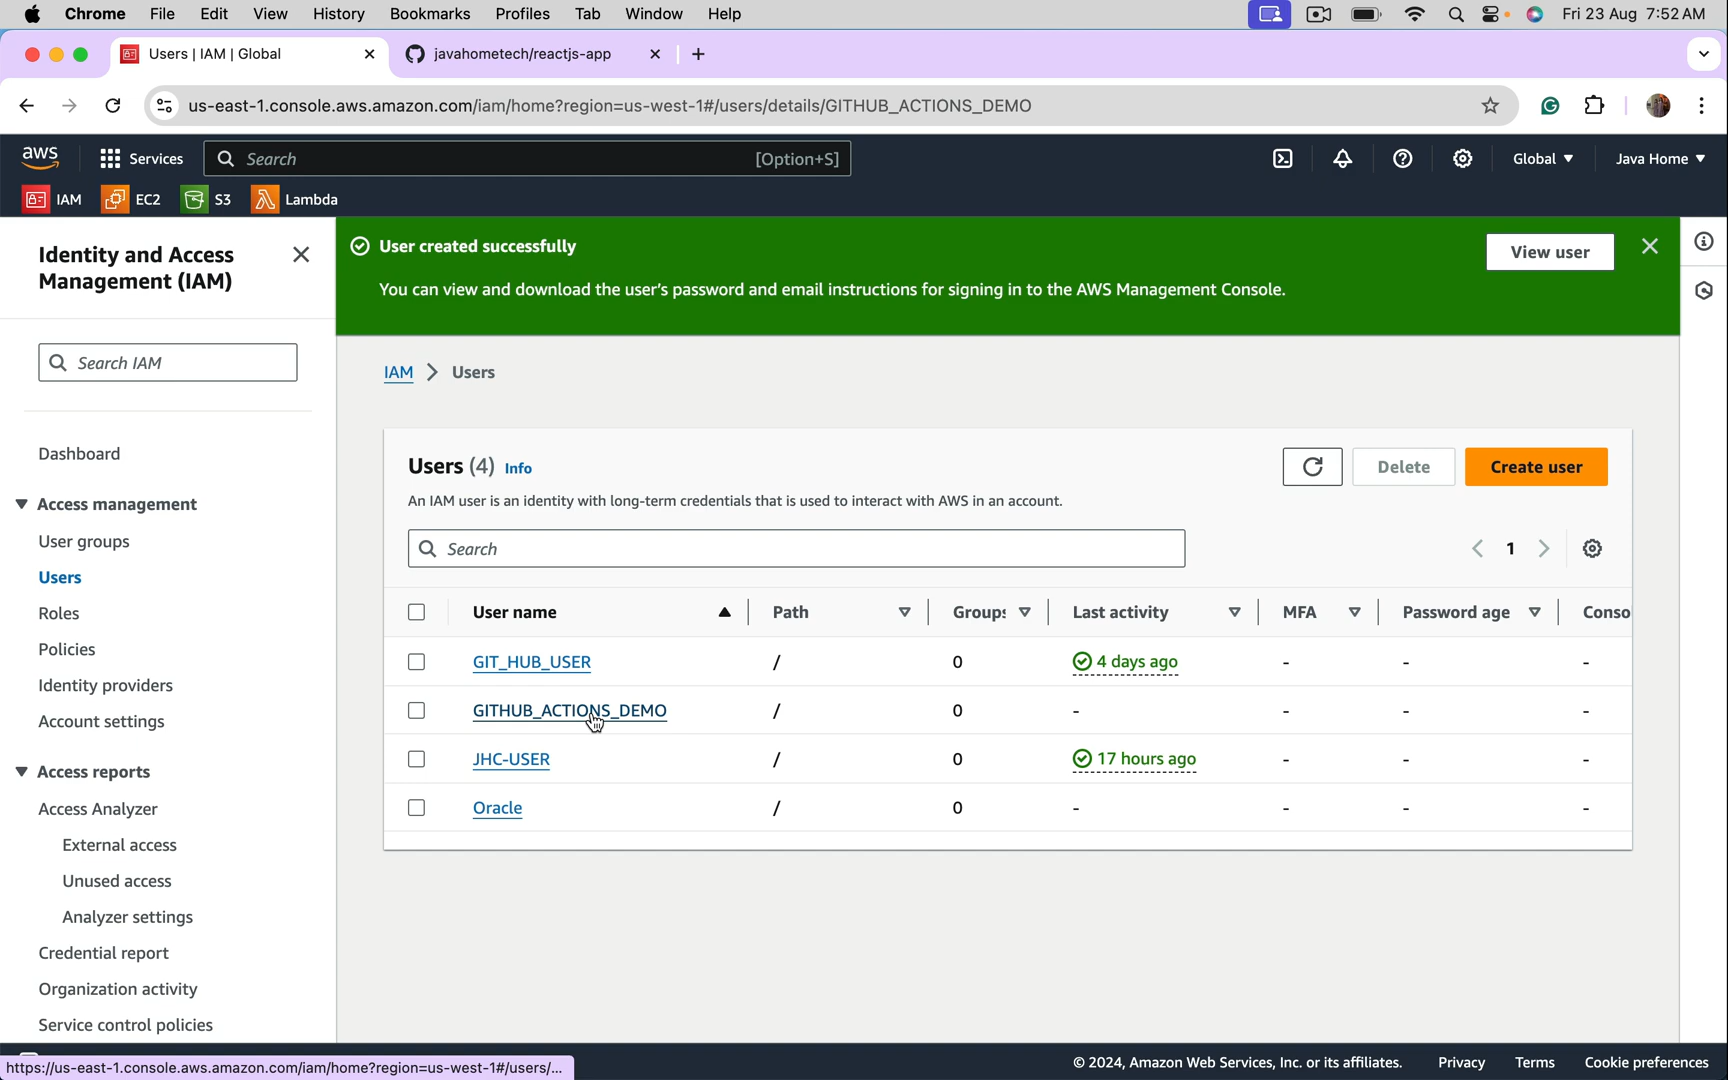 Chrome File Edit View History Bookmarks Profiles Tab Window Help Fri 23 Aug 7:52 AM
Users | IAM | Global javahometech/reactjs-app
us-east-1.console.aws.amazon.com/iam/home?region=us-west-1#/users/details/GITHUB_ACTIONS_DEMO
aws Services Search [Option+S] Global Java Home
IAM EC2 S3 Lambda
Identity and Access
Management (IAM)
Search IAM
Dashboard
Access management
User groups
Users
Roles
Policies
Identity providers
Account settings
Access reports
Access Analyzer
External access
Unused access
Analyzer settings
Credential report
Organization activity
Service control policies
User created successfully
View user
You can view and download the user's password and email instructions for signing in to the AWS Management Console.
IAM > Users
Users (4) Info
Delete Create user
An IAM user is an identity with long-term credentials that is used to interact with AWS in an account.
Search
1
User name Path Groups Last activity MFA Password age Conso
GIT_HUB_USER / 0 4 days ago - - -
GITHUB_ACTIONS_DEMO / 0 - - - -
JHC-USER / 0 17 hours ago - - -
Oracle / 0 - - - -
https://us-east-1.console.aws.amazon.com/iam/home?region=us-west-1#/users/...
© 2024, Amazon Web Services, Inc. or its affiliates. Privacy Terms Cookie preferences